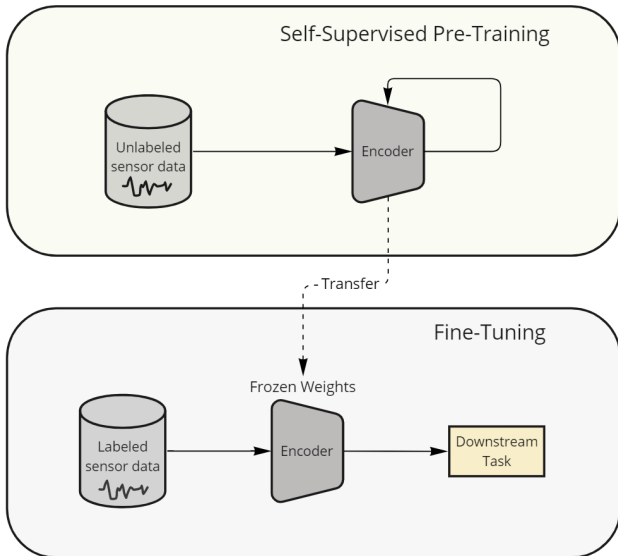 Self-Supervised Pre-Training
Unlabeled
sensor data
Encoder
Transfer
Fine-Tuning
Frozen Weights
Labeled
sensor data
Encoder
Downstream
Task